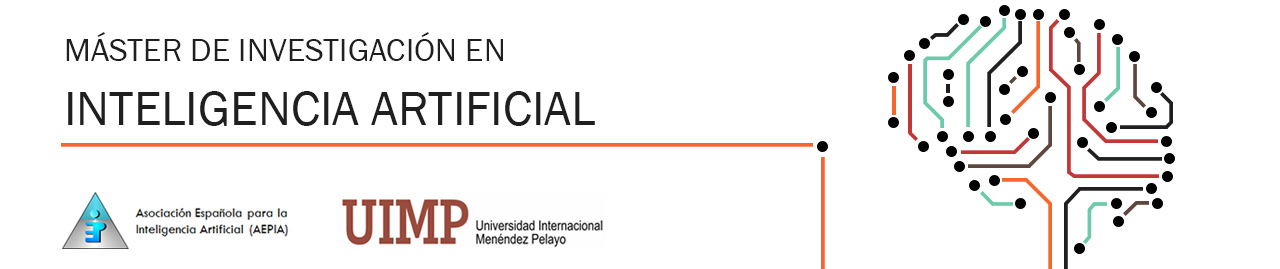 MÁSTER DE INVESTIGACIÓN EN
INTELIGENCIA ARTIFICIAL
Asociación Española para la
Inteligencia Artificial (AEPIA)
UIMP
Universidad Internacional
Menéndez Pelayo